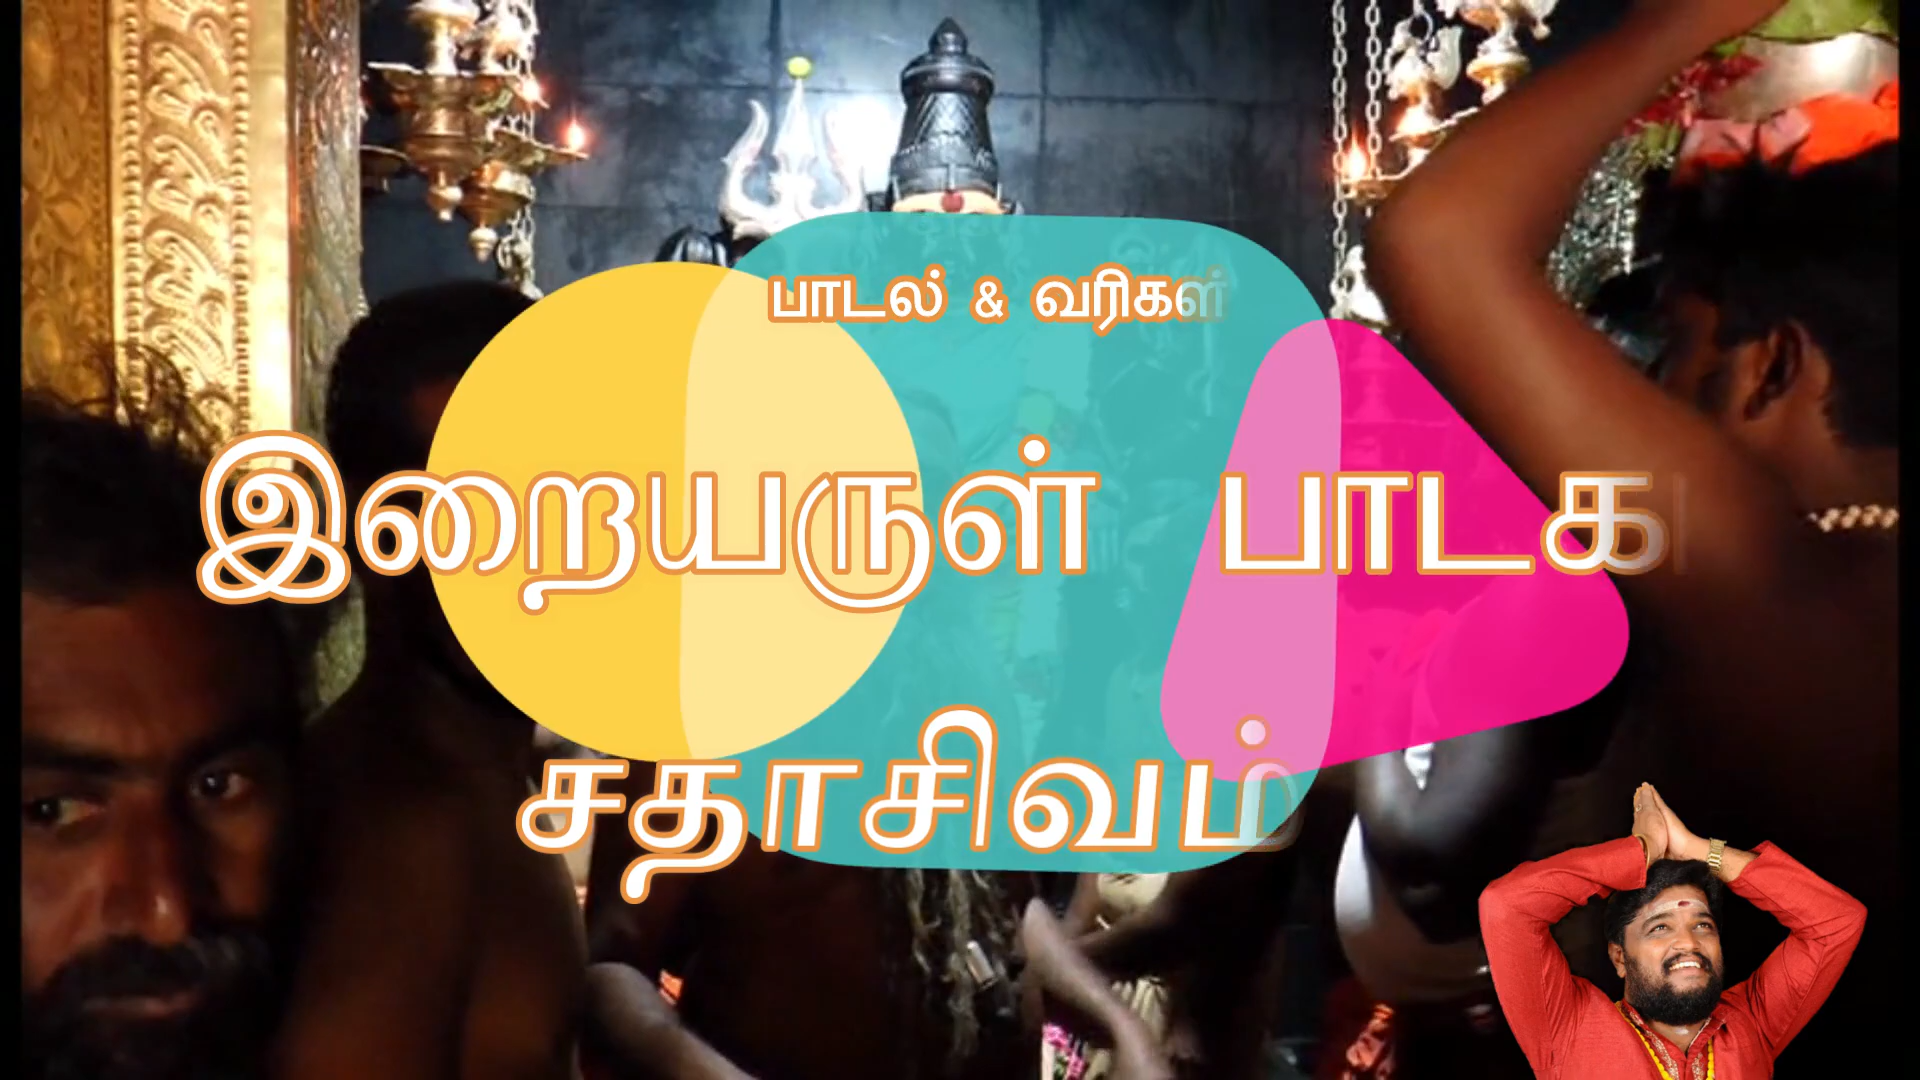 பாடல் & வரிகள்
இறையருள் பாடக
சதாசிவம்